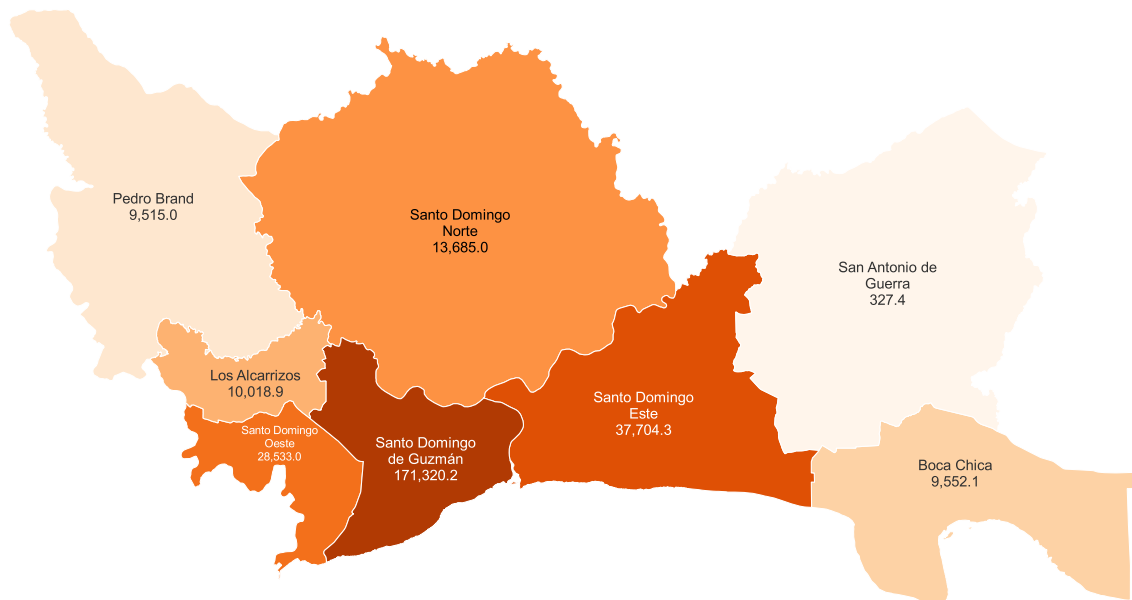 Pedro Brand
9,515.0
Santo Domingo
Norte
13,685.0
San Antonio de
Guerra
327.4
Los Alcarrizos
10,018.9
Santo Domingo
Este
37,704.3
Santo Domingo
Oeste
28,533.0
Santo Domingo
de Guzmán
171,320.2
Boca Chica
9,552.1